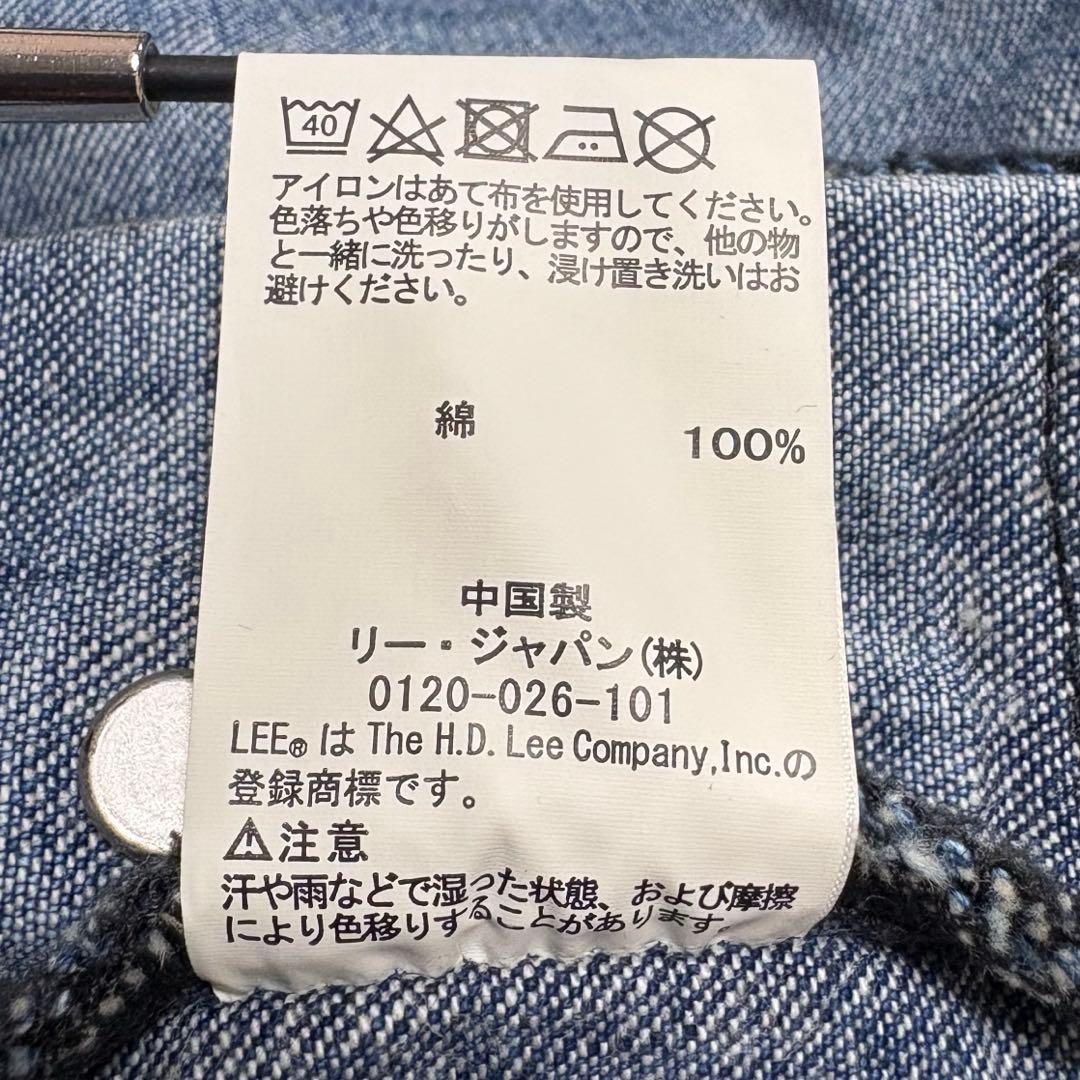 40
アイロンはあて布を使用してください。
色落ちや色移りがしますので、他の物
と一緒に洗ったり、浸け置き洗いはお
避けください。
綿 100%
中国製
リー・ジャパン(株)
0120-026-101
LEE® は The H.D. Lee Company,Inc.の
登録商標です。
⚠注意
汗や雨などで湿った状態、および摩擦
により色移りすることがあります。